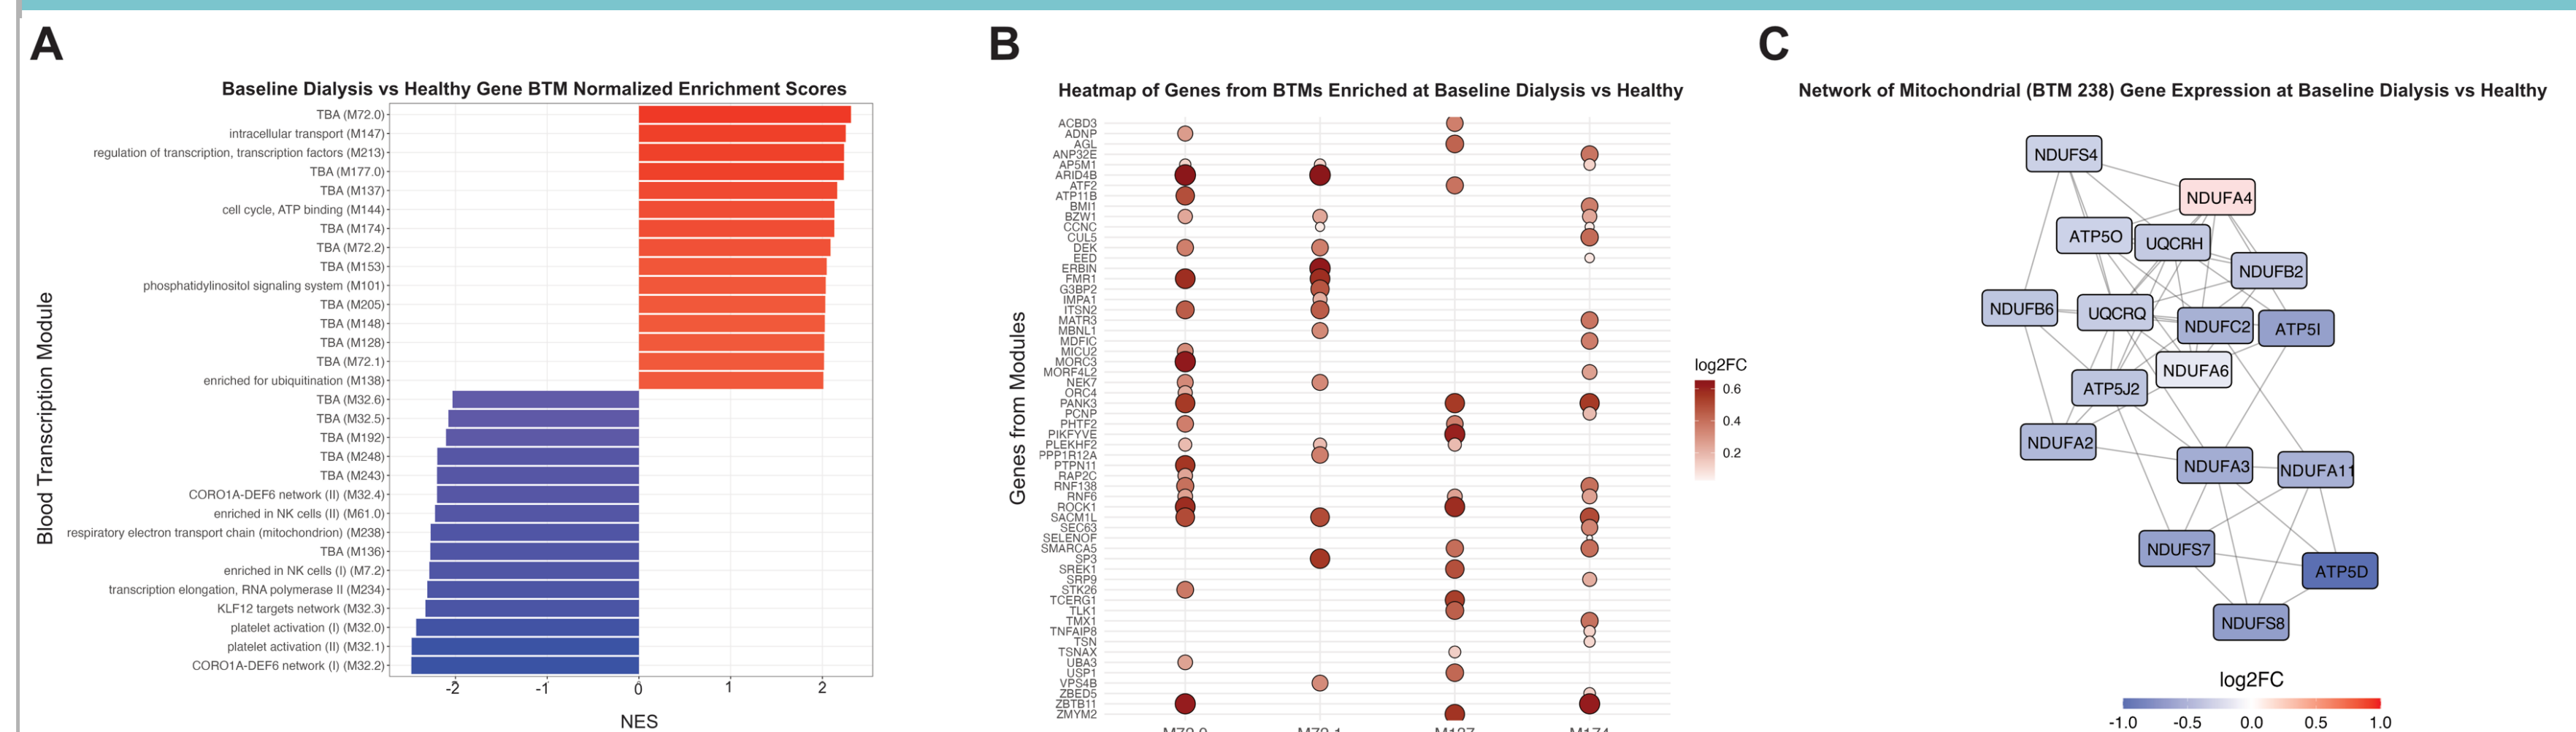 A
Baseline Dialysis vs Healthy Gene BTM Normalized Enrichment Scores
Blood Transcription Module
TBA (M72.0)
intracellular transport (M147)
regulation of transcription, transcription factors (M213)
TBA (M177.0)
TBA (M137)
cell cycle, ATP binding (M144)
TBA (M174)
TBA (M72.2)
TBA (M153)
phosphatidylinositol signaling system (M101)
TBA (M205)
TBA (M148)
TBA (M128)
TBA (M72.1)
enriched for ubiquitination (M138)
TBA (M32.6)
TBA (M32.5)
TBA (M192)
TBA (M248)
TBA (M243)
CORO1A-DEF6 network (II) (M32.4)
enriched in NK cells (II) (M61.0)
respiratory electron transport chain (mitochondrion) (M238)
TBA (M136)
enriched in NK cells (I) (M7.2)
transcription elongation, RNA polymerase II (M234)
KLF12 targets network (M32.3)
platelet activation (I) (M32.0)
platelet activation (II) (M32.1)
CORO1A-DEF6 network (I) (M32.2)
-2 -1 0 1 2
NES
B
Heatmap of Genes from BTMs Enriched at Baseline Dialysis vs Healthy
Genes from Modules
ACBD3
ADNP
AGL
ANP32E
AP5M1
ARID4B
ATF2
ATP11B
BMI1
BZW1
CCNC
CUL5
DEK
EED
ERBIN
FMR1
G3BP2
IMPA1
ITSN2
MATR3
MBNL1
MDFIC
MICU2
MORC3
MORF4L2
NEK7
ORC4
PANK3
PCNP
PHTF2
PIKFYVE
PLEKHF2
PPP1R12A
PTPN11
RAP2C
RNF138
RNF6
ROCK1
SACM1L
SEC63
SELENOF
SMARCA5
SP3
SREK1
SRP9
STK26
TCERG1
TLK1
TMX1
TNFAIP8
TSN
TSNAX
UBA3
USP1
VPS4B
ZBED5
ZBTB11
ZMYM2
log2FC
0.6
0.4
0.2
C
Network of Mitochondrial (BTM 238) Gene Expression at Baseline Dialysis vs Healthy
NDUFS4
NDUFA4
ATP5O
UQCRH
NDUFB2
NDUFB6
UQCRQ
NDUFC2
ATP5I
NDUFA6
ATP5J2
NDUFA2
NDUFA3
NDUFA11
NDUFS7
ATP5D
NDUFS8
log2FC
-1.0 -0.5 0.0 0.5 1.0